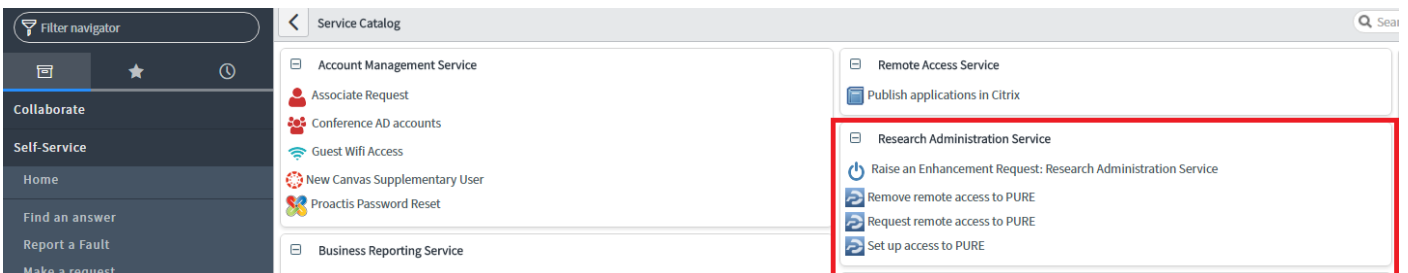 Filter navigator
Collaborate
Self-Service
Home
Find an answer
Report a Fault
Make a request
Service Catalog
Account Management Service
Associate Request
Conference AD accounts
Guest Wifi Access
New Canvas Supplementary User
Proactis Password Reset
Business Reporting Service
Remote Access Service
Publish applications in Citrix
Research Administration Service
Raise an Enhancement Request: Research Administration Service
Remove remote access to PURE
Request remote access to PURE
Set up access to PURE